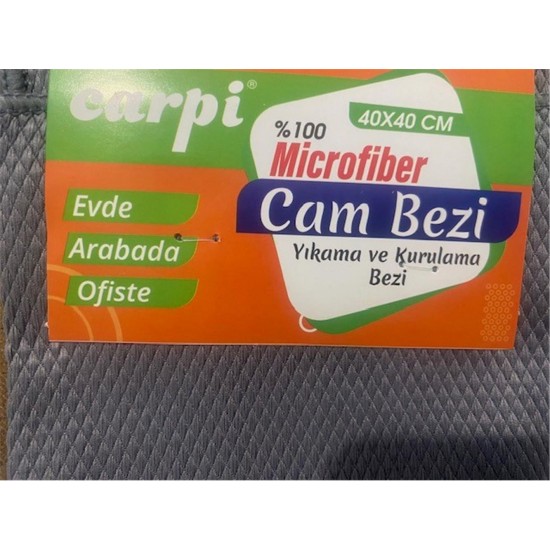 carpi®
40X40 CM
%100
Microfiber
Cam Bezi
Yıkama ve Kurulama
Bezi
Evde
Arabada
Ofiste